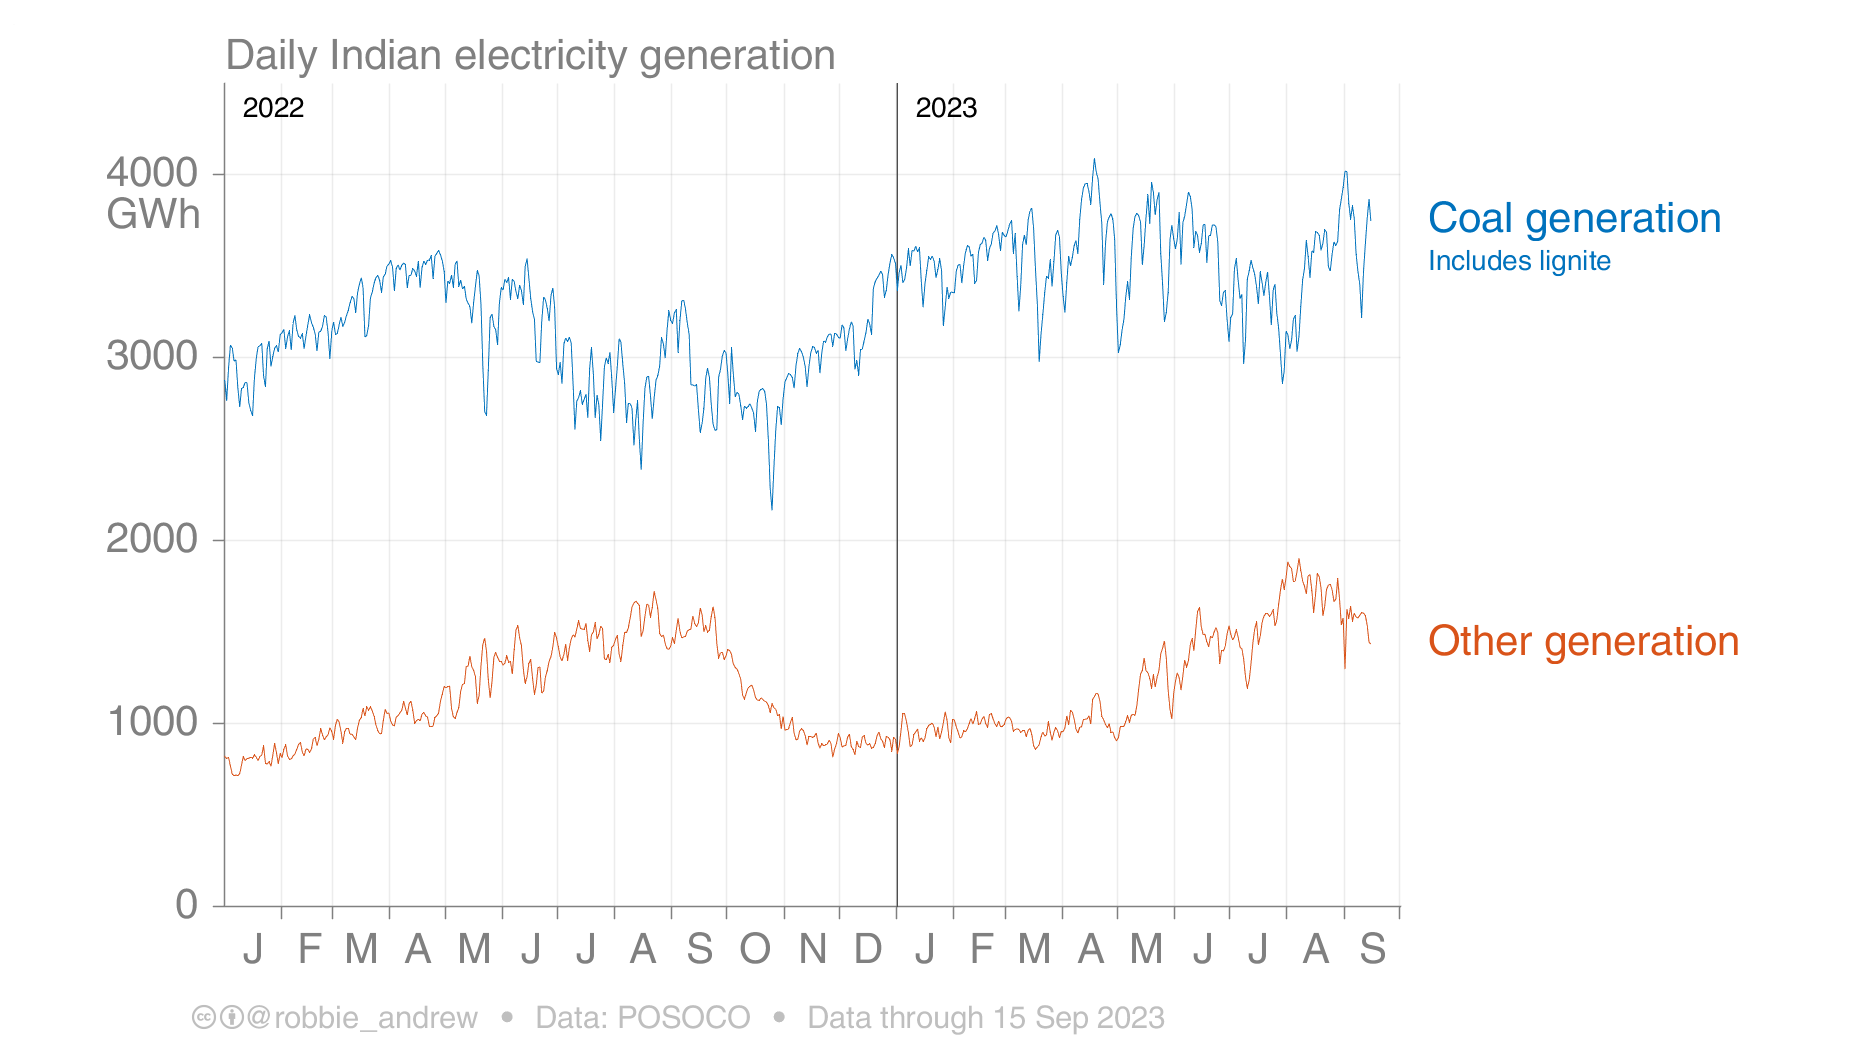 Daily Indian electricity generation
2022
2023
4000
GWh
3000
2000
1000
0
J F M A M J J A S O N D J F M A M J J A S
Coal generation
Includes lignite
Other generation
cc @robbie_andrew • Data: POSOCO • Data through 15 Sep 2023